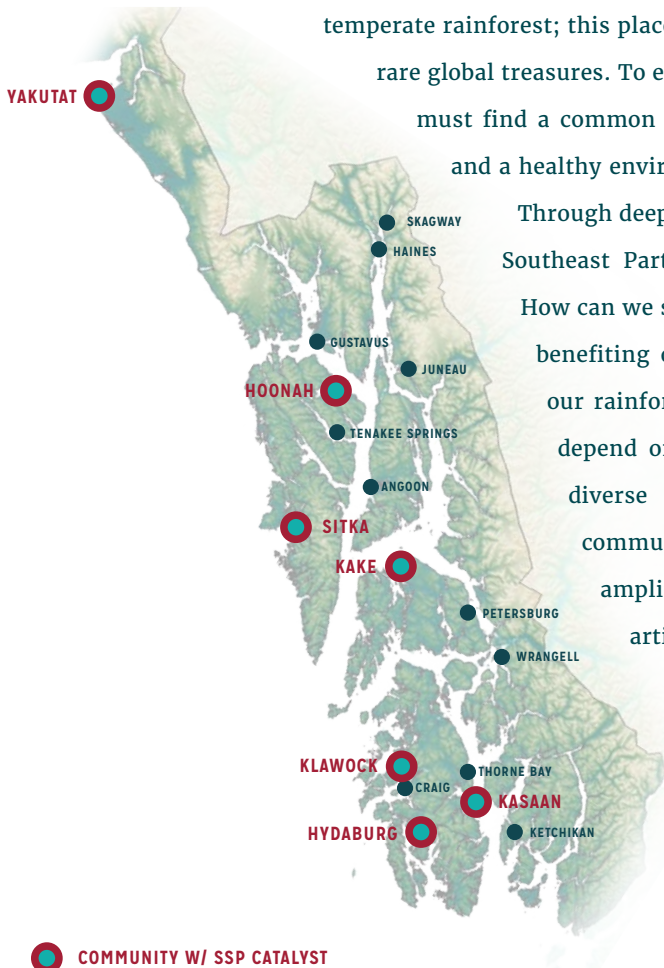 temperate rainforest; this place
rare global treasures. To e
must find a common
and a healthy envir
Through deep
Southeast Part
How can we s
benefiting c
our rainfor
depend o
diverse
commu
ampli
arti
YAKUTAT
SKAGWAY
HAINES
GUSTAVUS
JUNEAU
HOONAH
TENAKEE SPRINGS
ANGOON
SITKA
KAKE
PETERSBURG
WRANGELL
KLAWOCK
THORNE BAY
CRAIG
KASAAN
HYDABURG
KETCHIKAN
COMMUNITY W/ SSP CATALYST